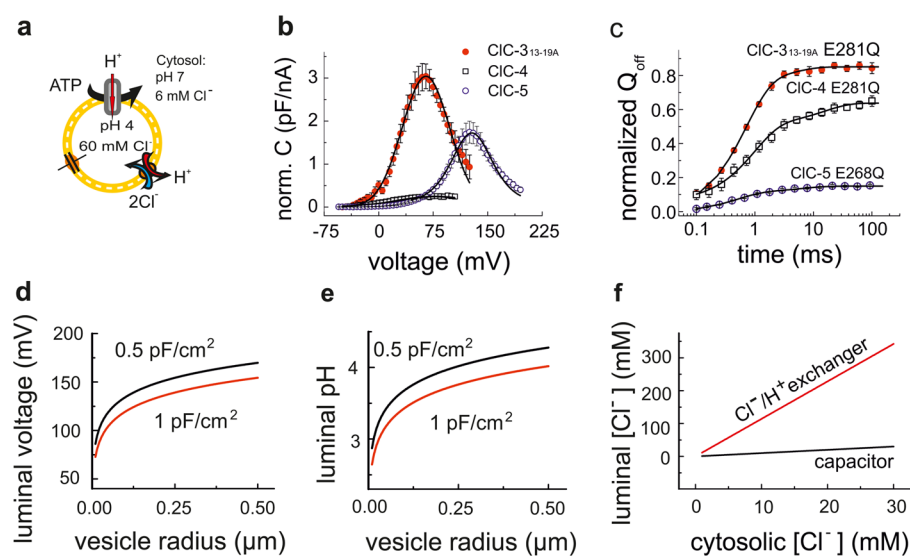 a
H⁺
Cytosol:
pH 7
6 mM Cl⁻
ATP
pH 4
60 mM Cl⁻
H⁺
2Cl⁻
b
norm. C (pF/nA)
3
2
1
0
-75
0
75
150
225
voltage (mV)
ClC-3₁₃₋₁₉A
ClC-4
ClC-5
c
normalized Q_off
0.8
0.4
0.0
0.1
1
10
100
time (ms)
ClC-3₁₃₋₁₉A E281Q
ClC-4 E281Q
ClC-5 E268Q
d
luminal voltage (mV)
200
150
100
50
0.00
0.25
0.50
vesicle radius (µm)
0.5 pF/cm²
1 pF/cm²
e
luminal pH
4
3
0.00
0.25
0.50
vesicle radius (µm)
0.5 pF/cm²
1 pF/cm²
f
luminal [Cl⁻] (mM)
300
200
100
0
0
10
20
30
cytosolic [Cl⁻] (mM)
Cl⁻/H⁺exchanger
capacitor